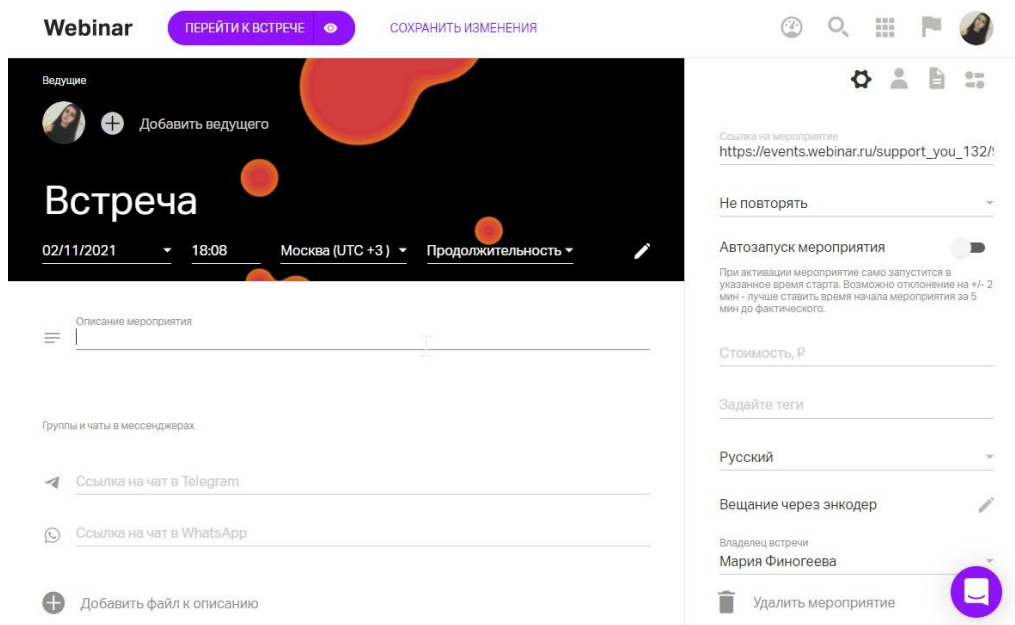 Webinar
ПЕРЕЙТИ К ВСТРЕЧЕ
СОХРАНИТЬ ИЗМЕНЕНИЯ
Ведущие
Добавить ведущего
Встреча
02/11/2021
18:08
Москва (UTC +3 )
Продолжительность
Описание мероприятия
Группы и чаты в мессенджерах
Ссылка на чат в Telegram
Ссылка на чат в WhatsApp
Добавить файл к описанию
Ссылка на мероприятие
https://events.webinar.ru/support_you_132/
Не повторять
Автозапуск мероприятия
При активации мероприятие само запустится в
указанное время старта. Возможно отклонение на +/- 2
мин - лучше ставить время начала мероприятия за 5
мин до фактического.
Стоимость, ₽
Задайте теги
Русский
Вещание через энкодер
Владелец встречи
Мария Финогеева
Удалить мероприятие